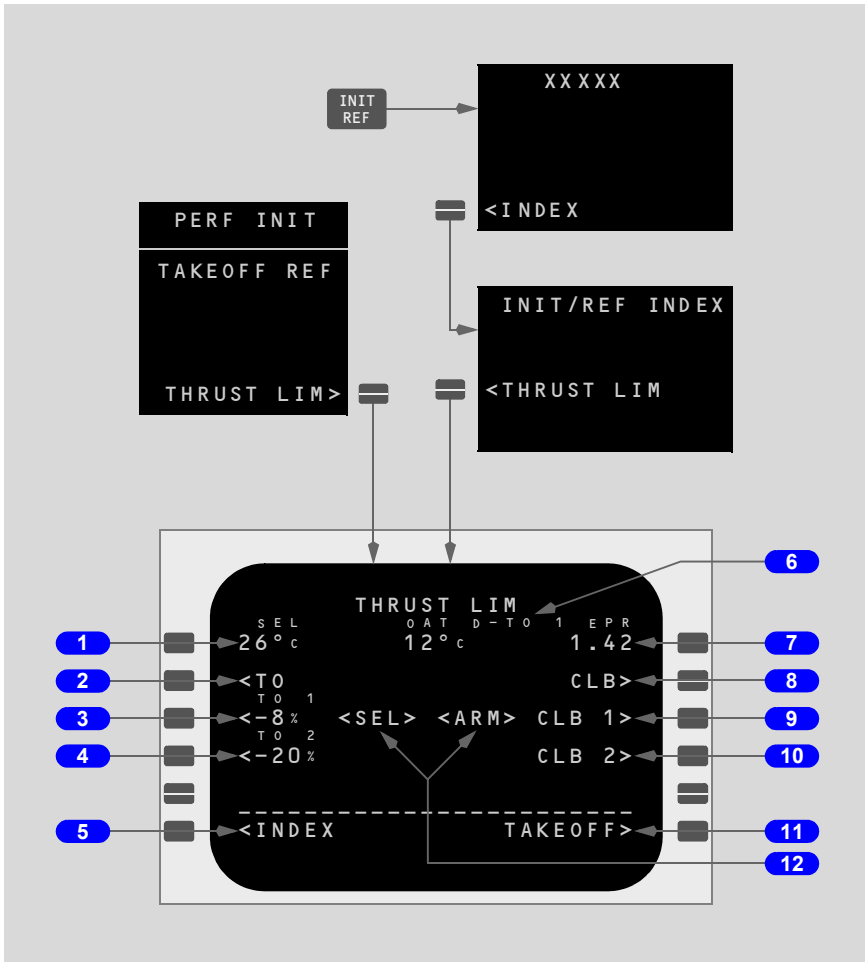 INIT
REF
XXXXX
<INDEX
PERF INIT
TAKEOFF REF
THRUST LIM>
INIT/REF INDEX
<THRUST LIM
6
THRUST LIM
SEL OAT D-TO 1 EPR
1 26°c 12°c 1.42 7
2 <TO CLB> 8
TO 1
3 <-8% <SEL> <ARM> CLB 1> 9
TO 2
4 <-20% CLB 2> 10
--------------------------
5 <INDEX TAKEOFF> 11
12